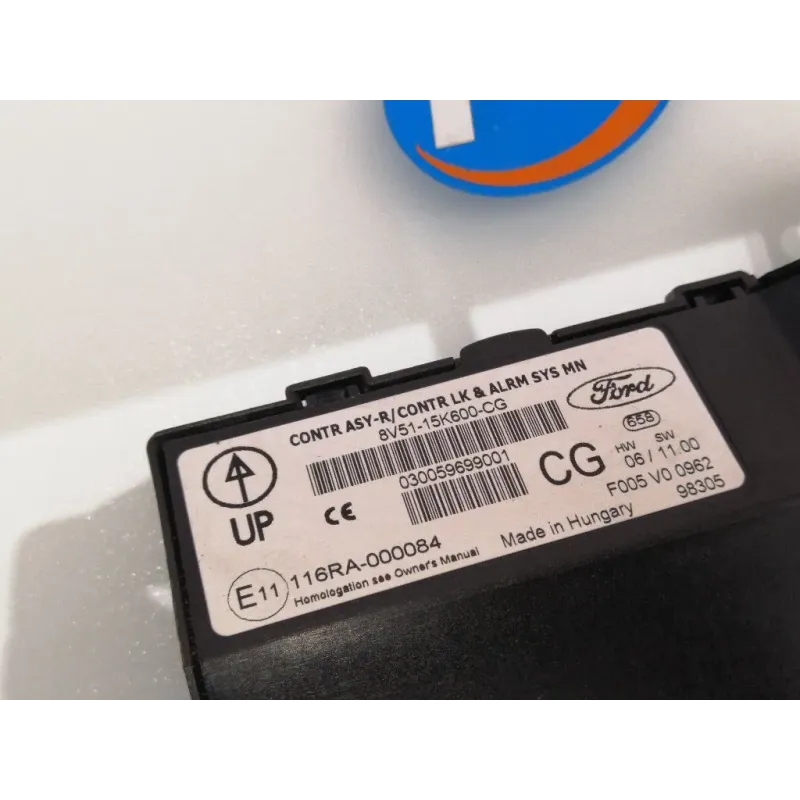 CONTR ASY-R/CONTR LK & ALRM SYS MN
8V51-15K600-CG
Ford
658
HW SW
06 / 11.00
030059699001
CG
F005 V0 0962
98305
UP
CE
Made in Hungary
E11
116RA-000084
Homologation see Owner's Manual